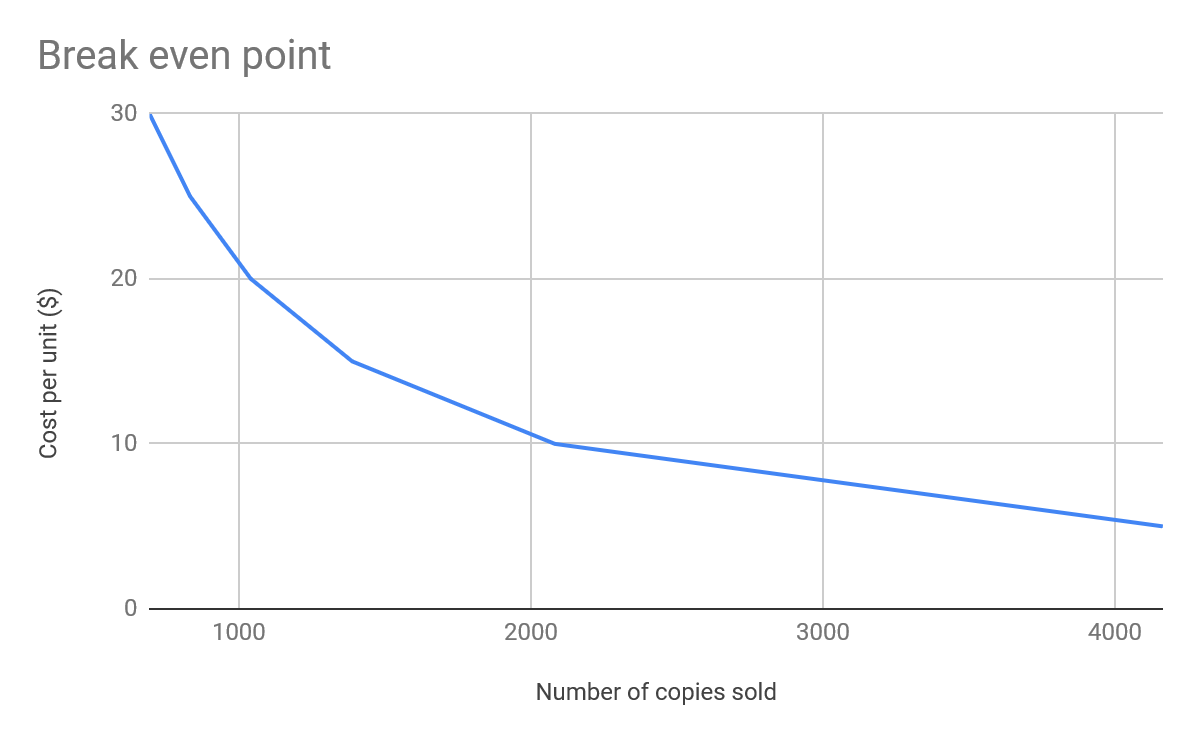 Break even point
30
20
10
0
Cost per unit ($)
1000 2000 3000 4000
Number of copies sold